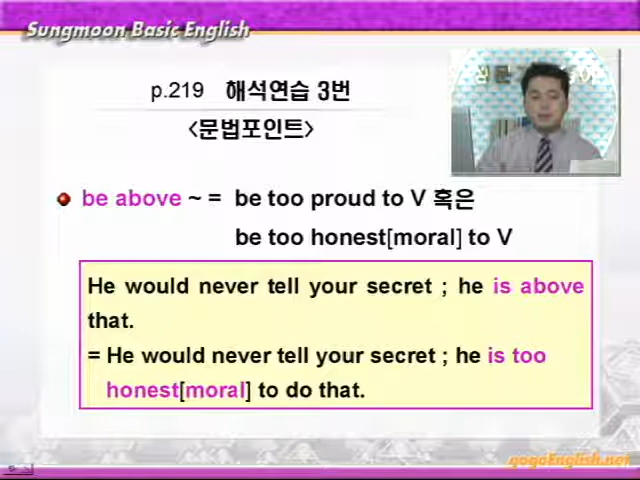 Sungmoon Basic English
p.219 해석연습 3번
<문법포인트>
be above ~ = be too proud to V 혹은
be too honest[moral] to V
He would never tell your secret ; he is above
that.
= He would never tell your secret ; he is too
honest[moral] to do that.
gogoEnglish.net